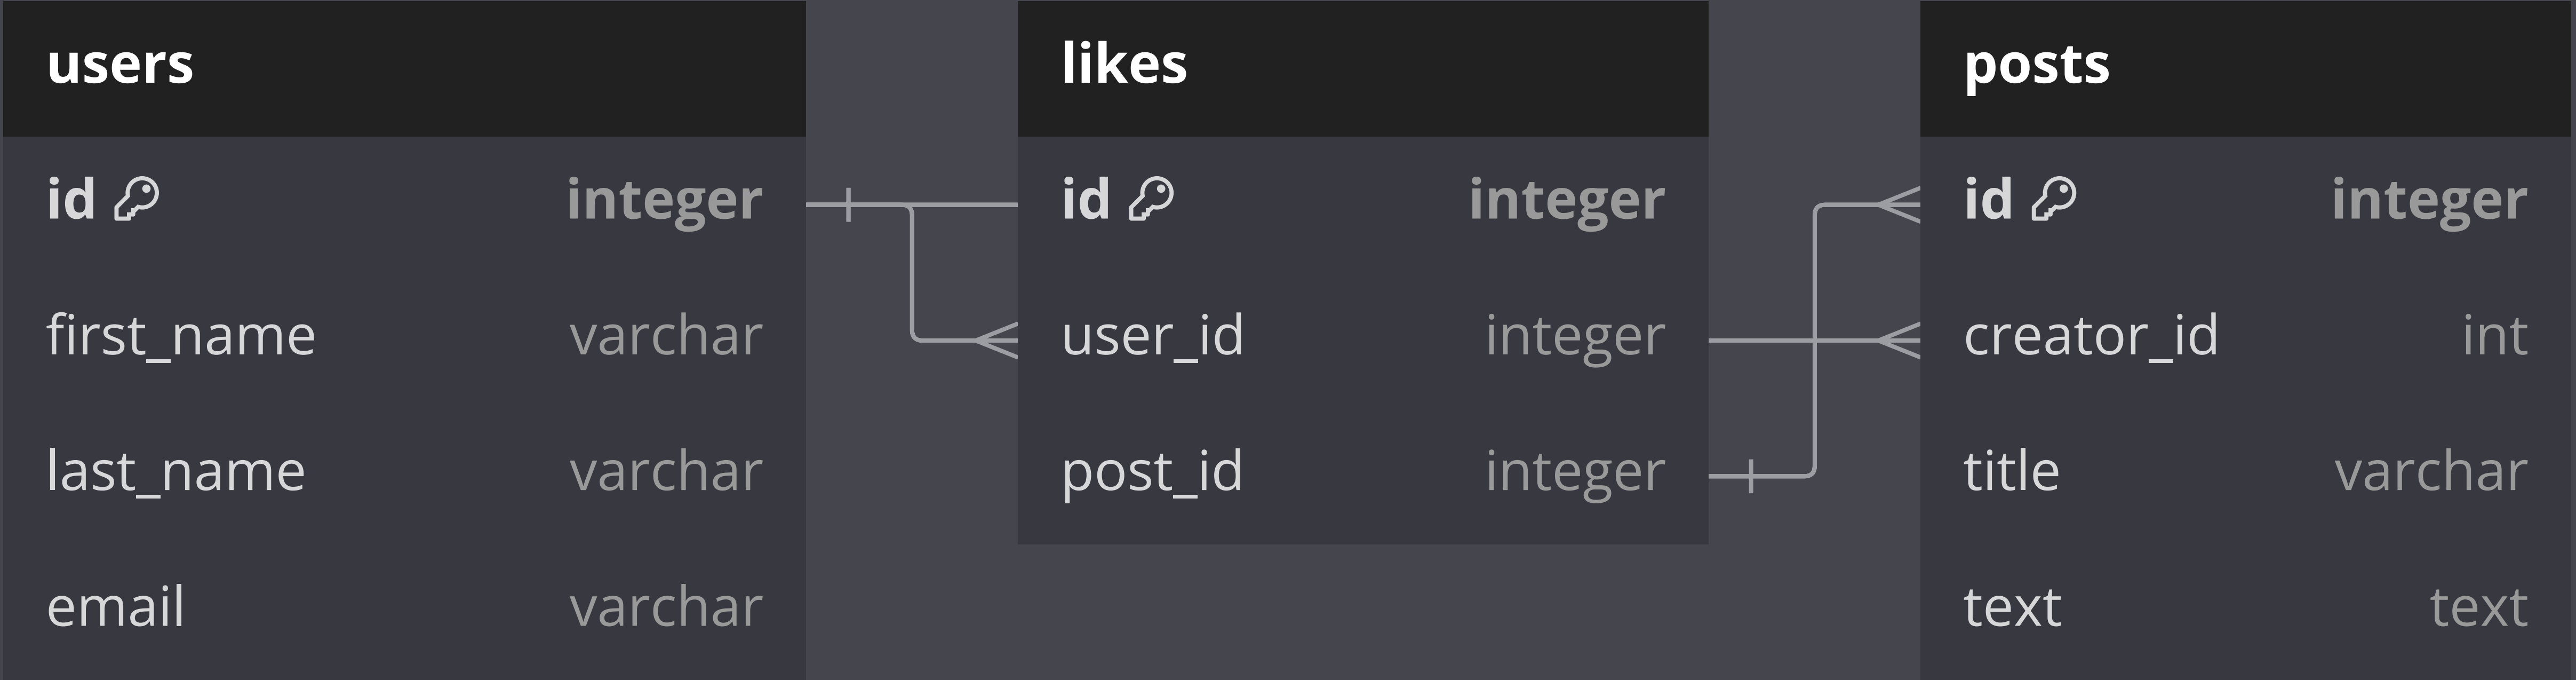 users
id integer
first_name varchar
last_name varchar
email varchar
likes
id integer
user_id integer
post_id integer
posts
id integer
creator_id int
title varchar
text text